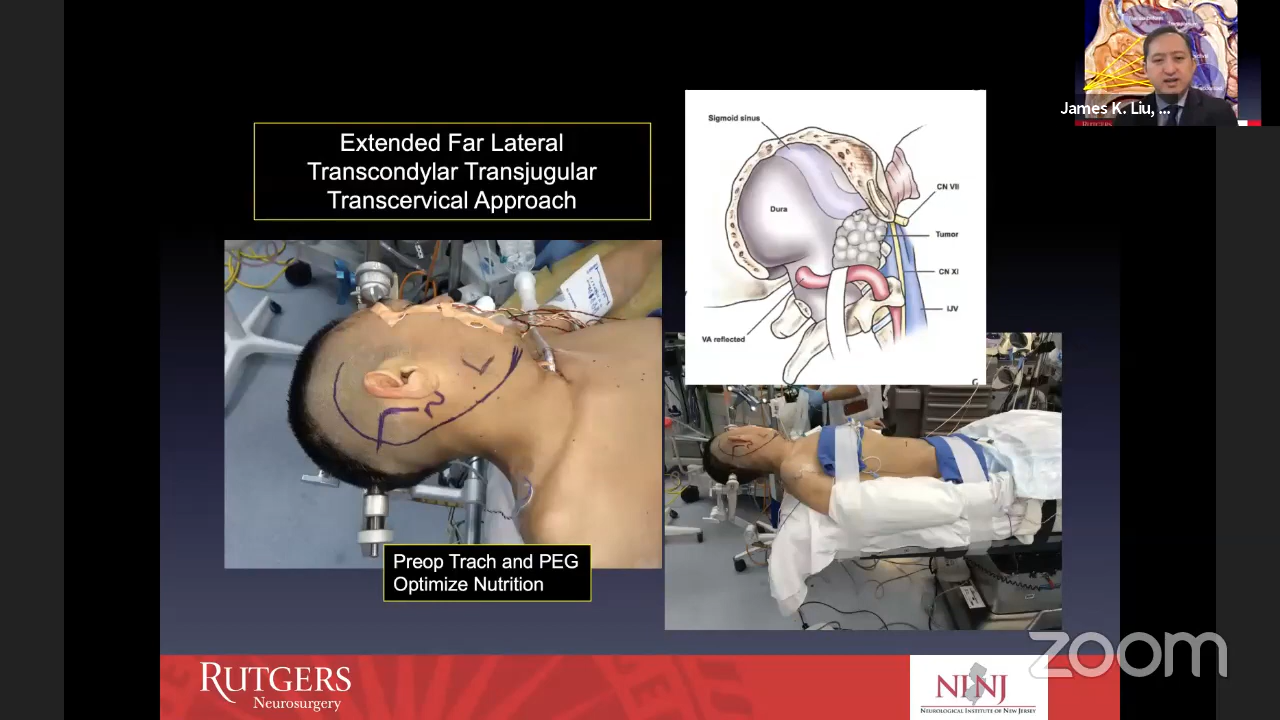 James K. Liu, ...
Extended Far Lateral
Transcondylar Transjugular
Transcervical Approach
Sigmoid sinus
CN VII
Dura
Tumor
CN XI
IJV
VA reflected
G
Preop Trach and PEG
Optimize Nutrition
RUTGERS
Neurosurgery
NINJ
NEUROLOGICAL INSTITUTE OF NEW JERSEY
zoom